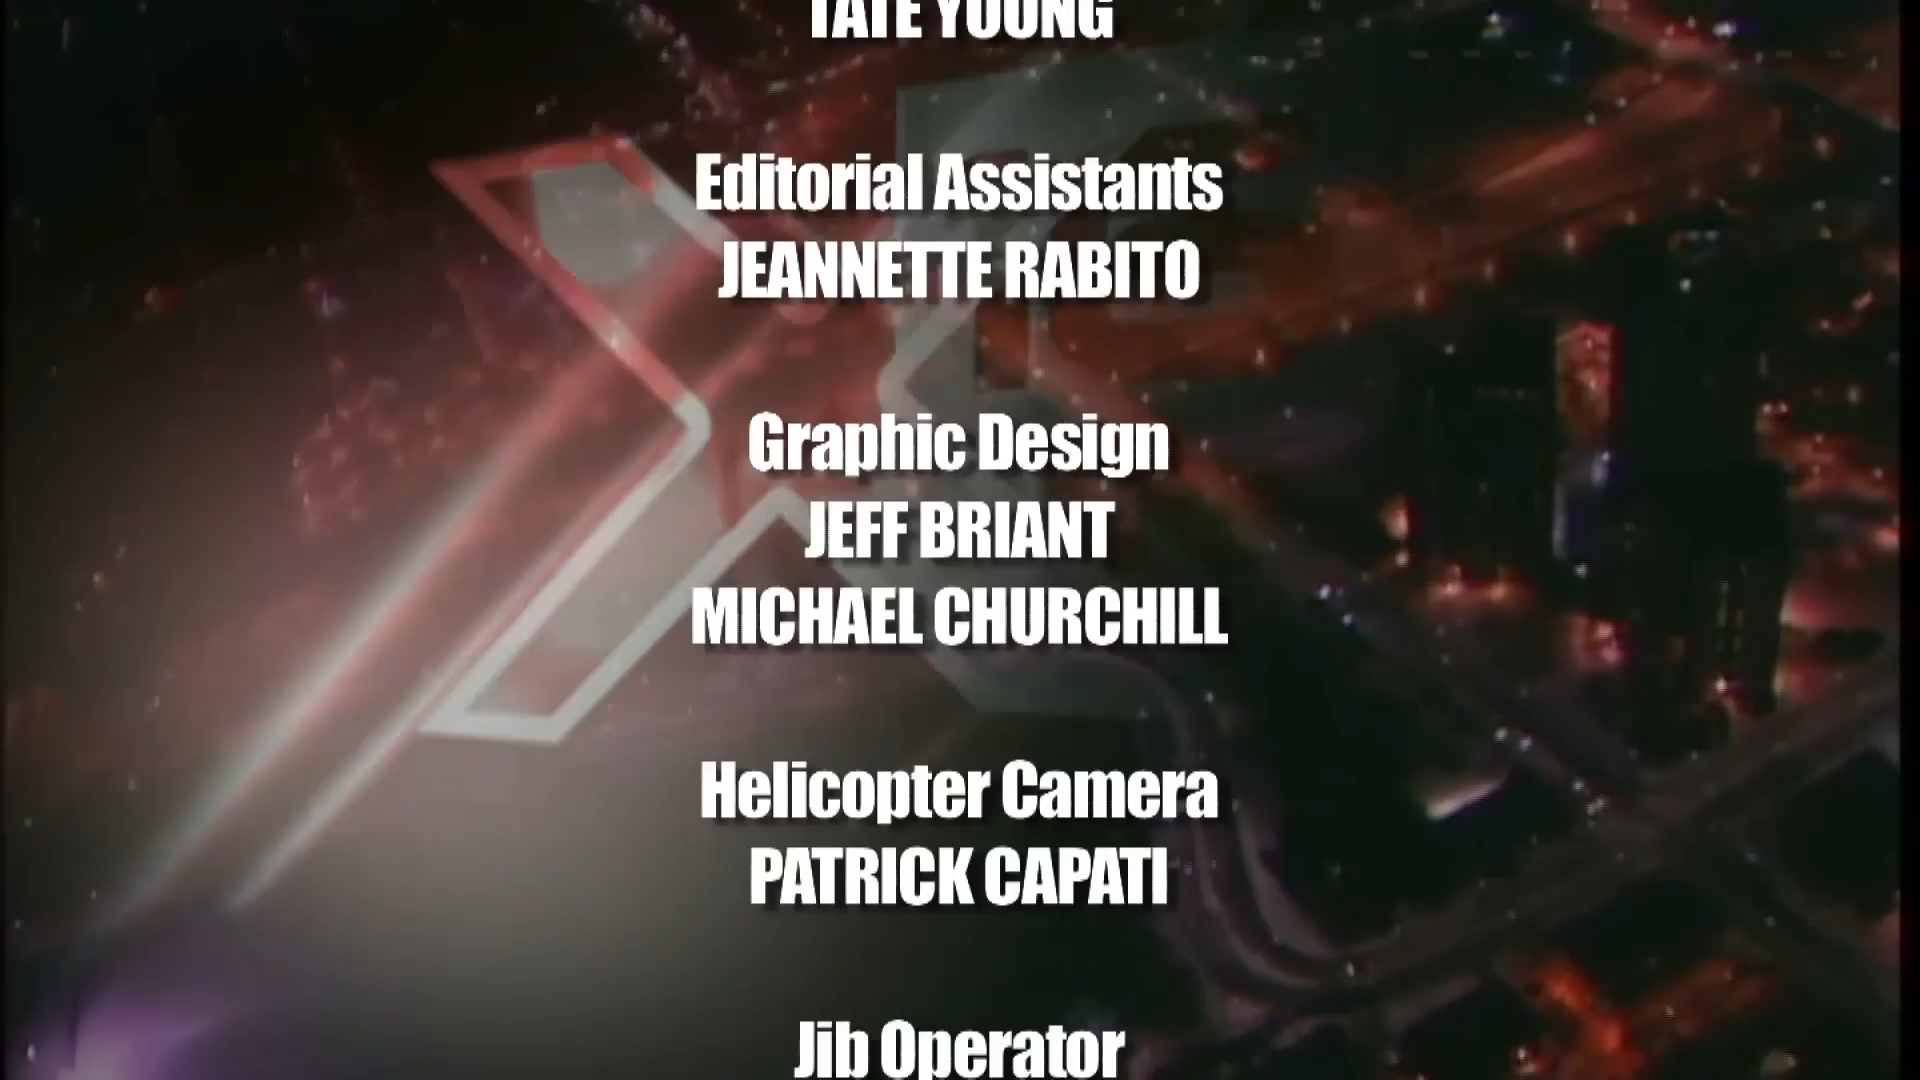 TATE YOUNG
Editorial Assistants
JEANNETTE RABITO
Graphic Design
JEFF BRIANT
MICHAEL CHURCHILL
Helicopter Camera
PATRICK CAPATI
Jib Operator